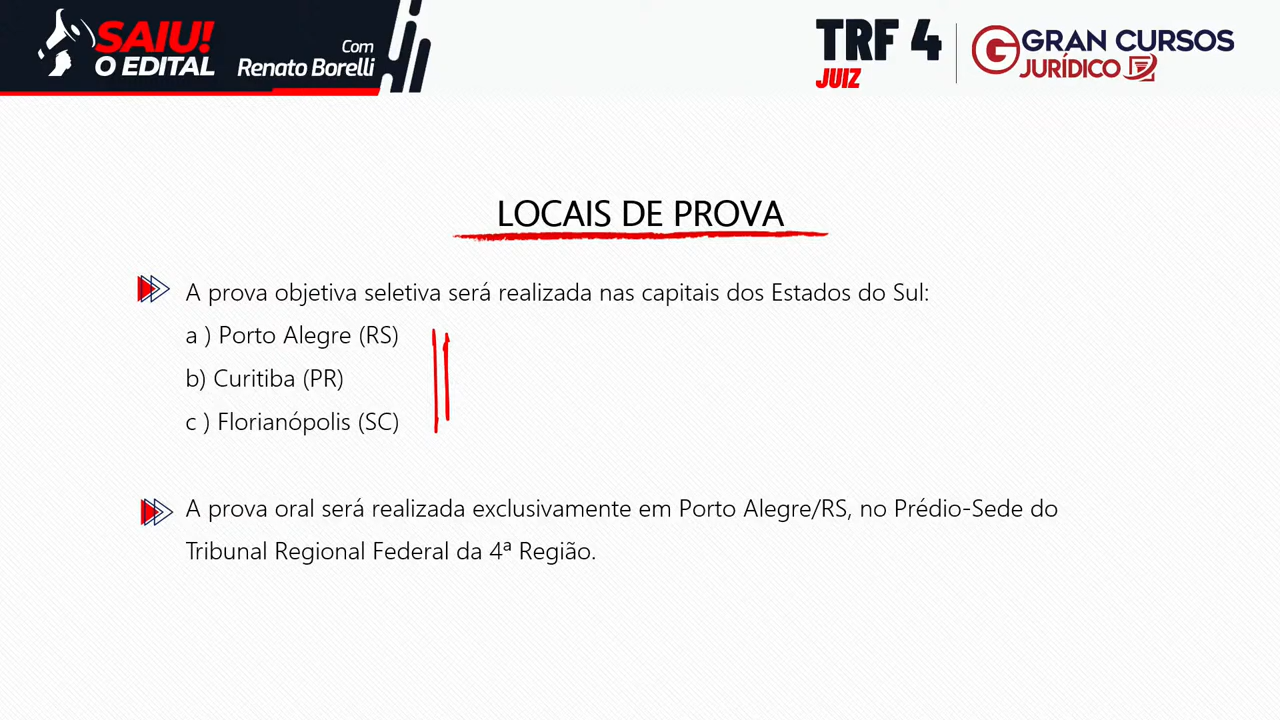 SAIU!
O EDITAL
Com
Renato Borelli
TRF 4
JUIZ
G GRAN CURSOS
JURÍDICO
LOCAIS DE PROVA
A prova objetiva seletiva será realizada nas capitais dos Estados do Sul:
a ) Porto Alegre (RS)
b) Curitiba (PR)
c ) Florianópolis (SC)
A prova oral será realizada exclusivamente em Porto Alegre/RS, no Prédio-Sede do
Tribunal Regional Federal da 4ª Região.